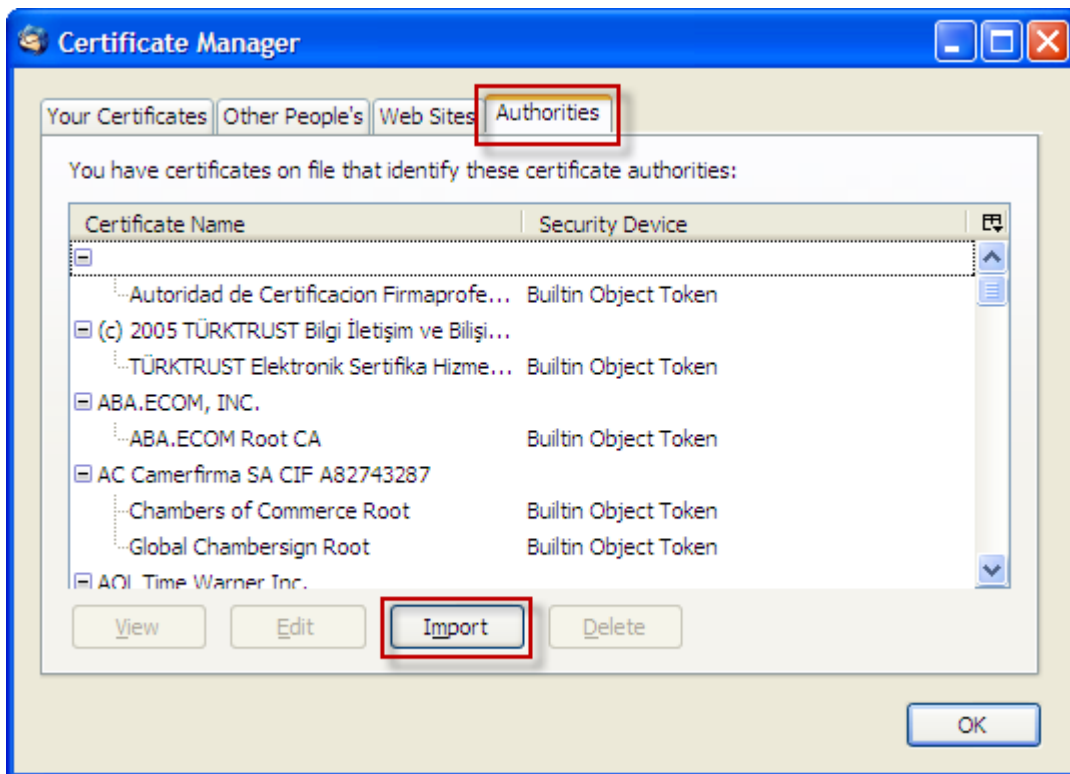 Certificate Manager
Your Certificates Other People's Web Sites Authorities
You have certificates on file that identify these certificate authorities:
Certificate Name Security Device
Autoridad de Certificacion Firmaprofe... Builtin Object Token
(c) 2005 TÜRKTRUST Bilgi İletişim ve Bilişi...
TÜRKTRUST Elektronik Sertifika Hizme... Builtin Object Token
ABA.ECOM, INC.
ABA.ECOM Root CA Builtin Object Token
AC Camerfirma SA CIF A82743287
Chambers of Commerce Root Builtin Object Token
Global Chambersign Root Builtin Object Token
AOL Time Warner Inc.
View Edit Import Delete
OK